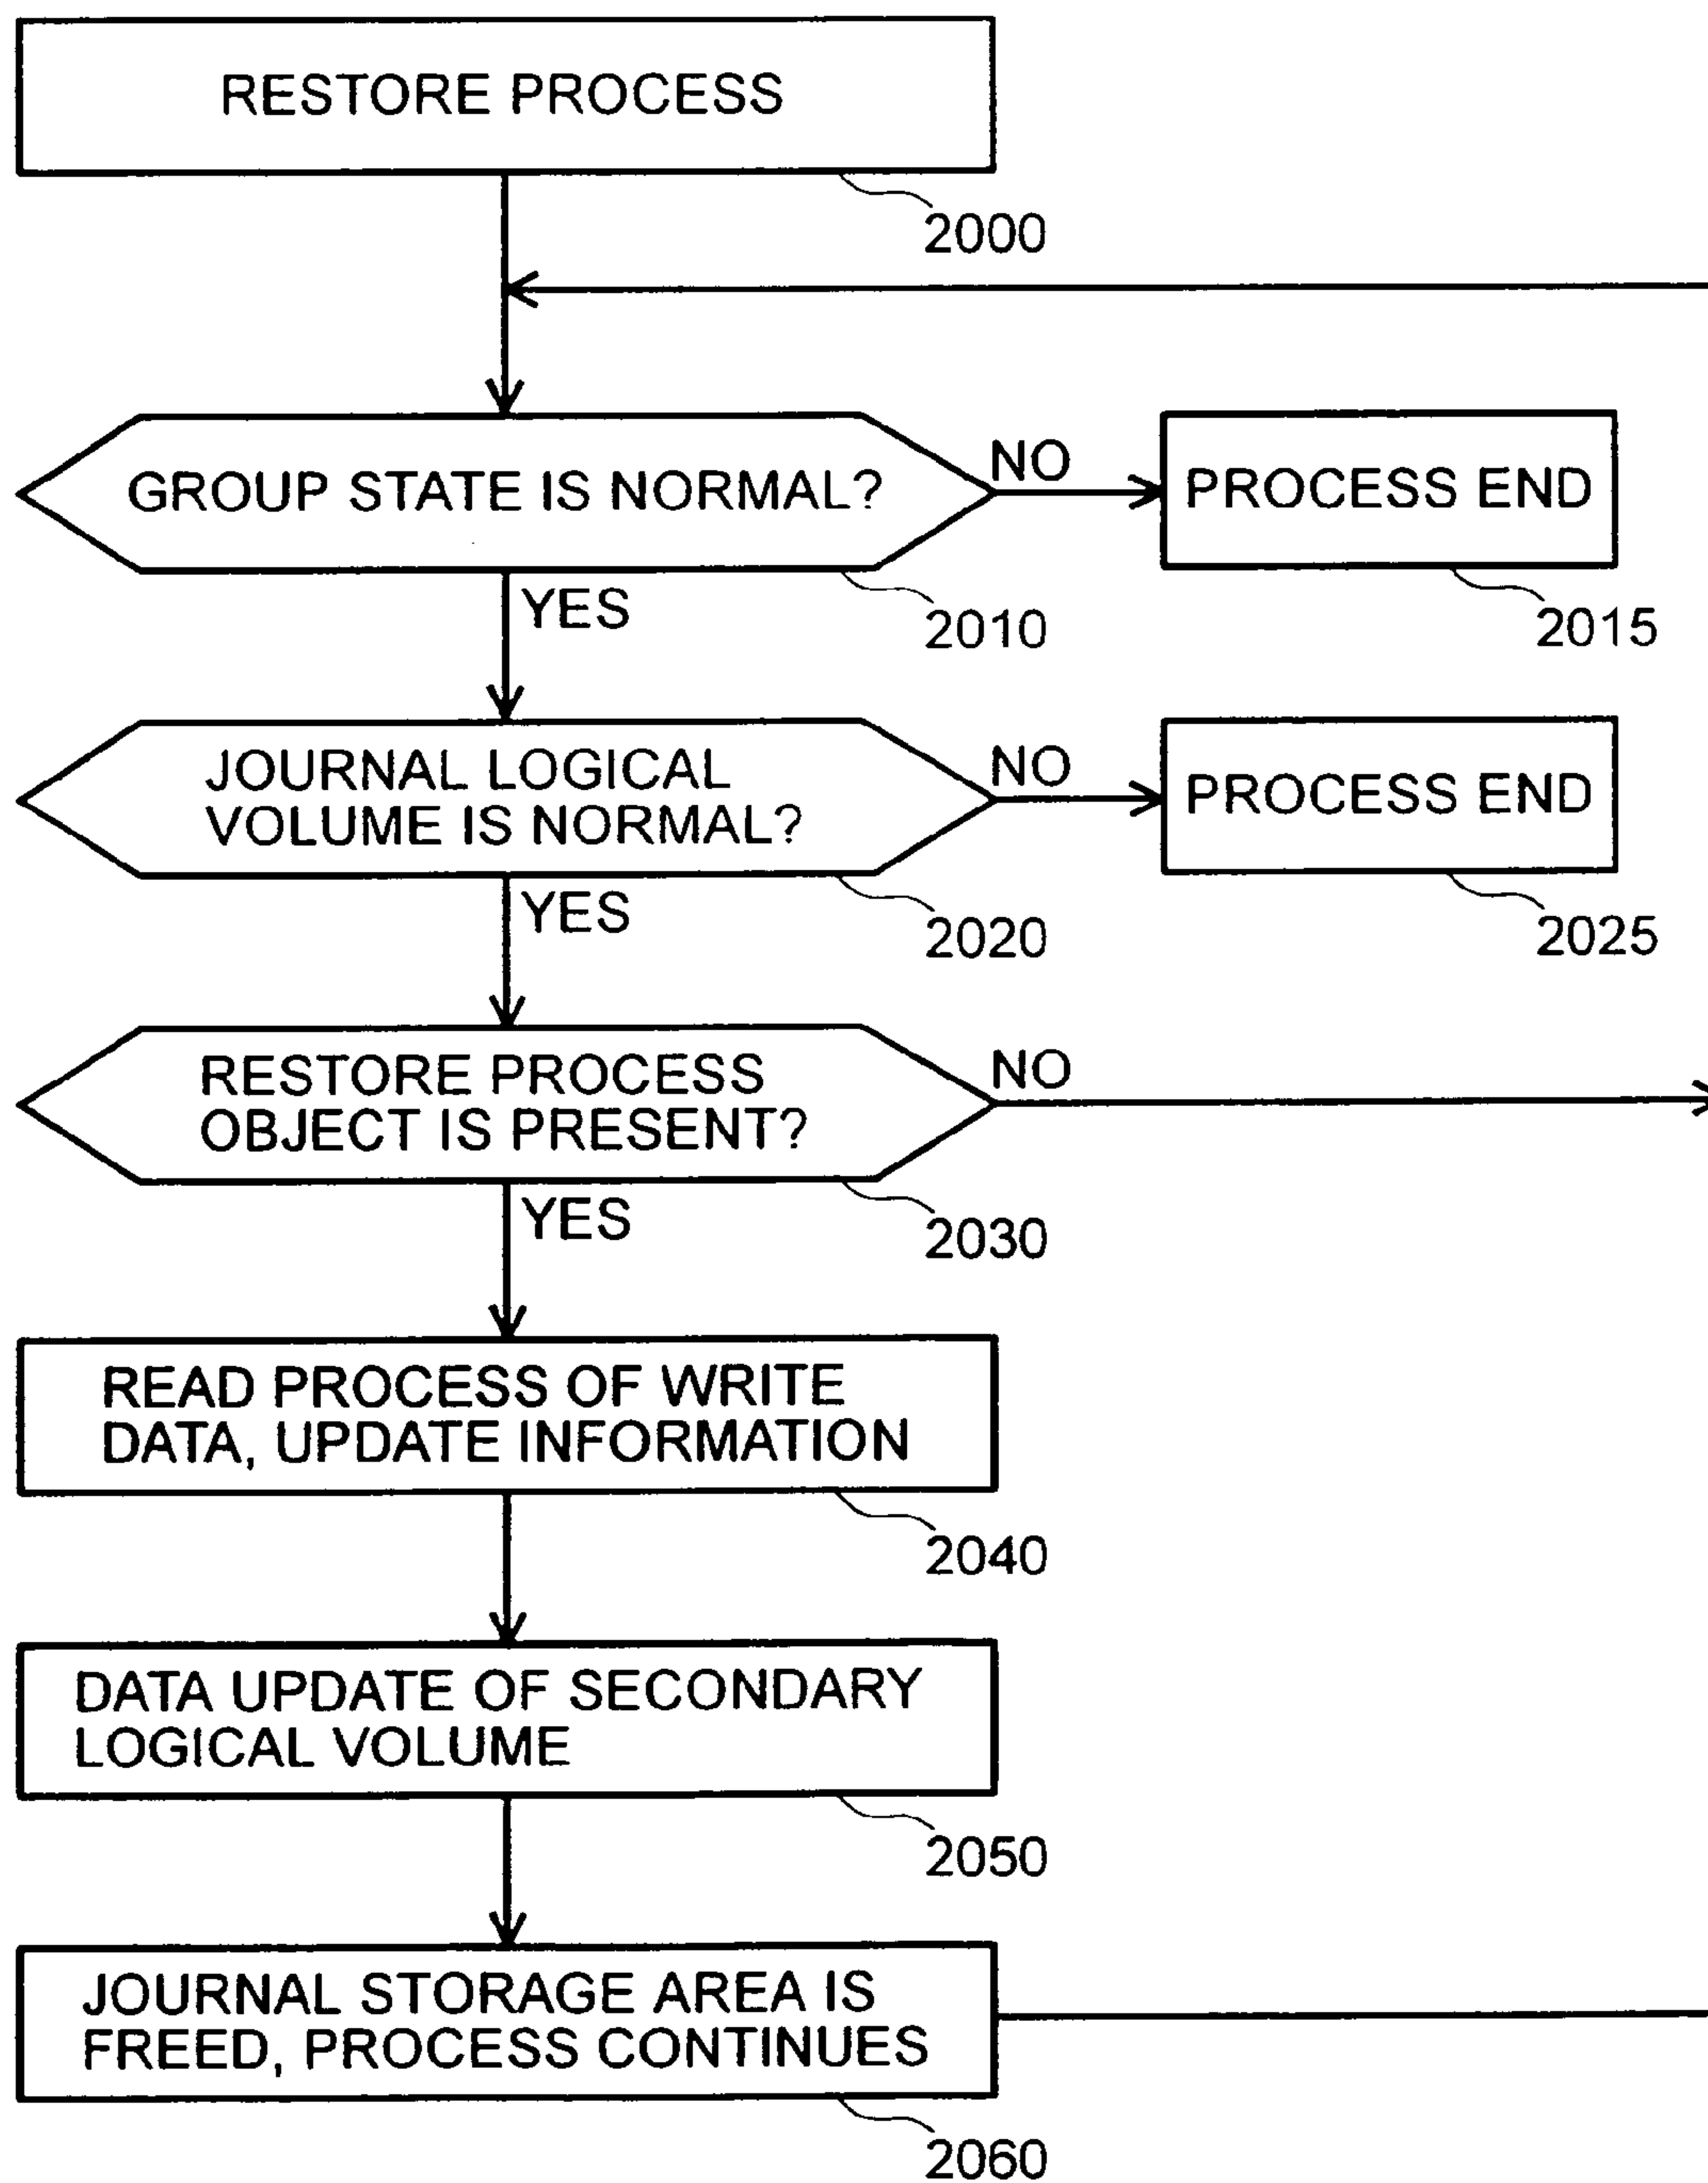 RESTORE PROCESS
2000
GROUP STATE IS NORMAL?
NO
PROCESS END
YES
2010
2015
JOURNAL LOGICAL
VOLUME IS NORMAL?
NO
PROCESS END
YES
2020
2025
RESTORE PROCESS
OBJECT IS PRESENT?
NO
YES
2030
READ PROCESS OF WRITE
DATA, UPDATE INFORMATION
2040
DATA UPDATE OF SECONDARY
LOGICAL VOLUME
2050
JOURNAL STORAGE AREA IS
FREED, PROCESS CONTINUES
2060